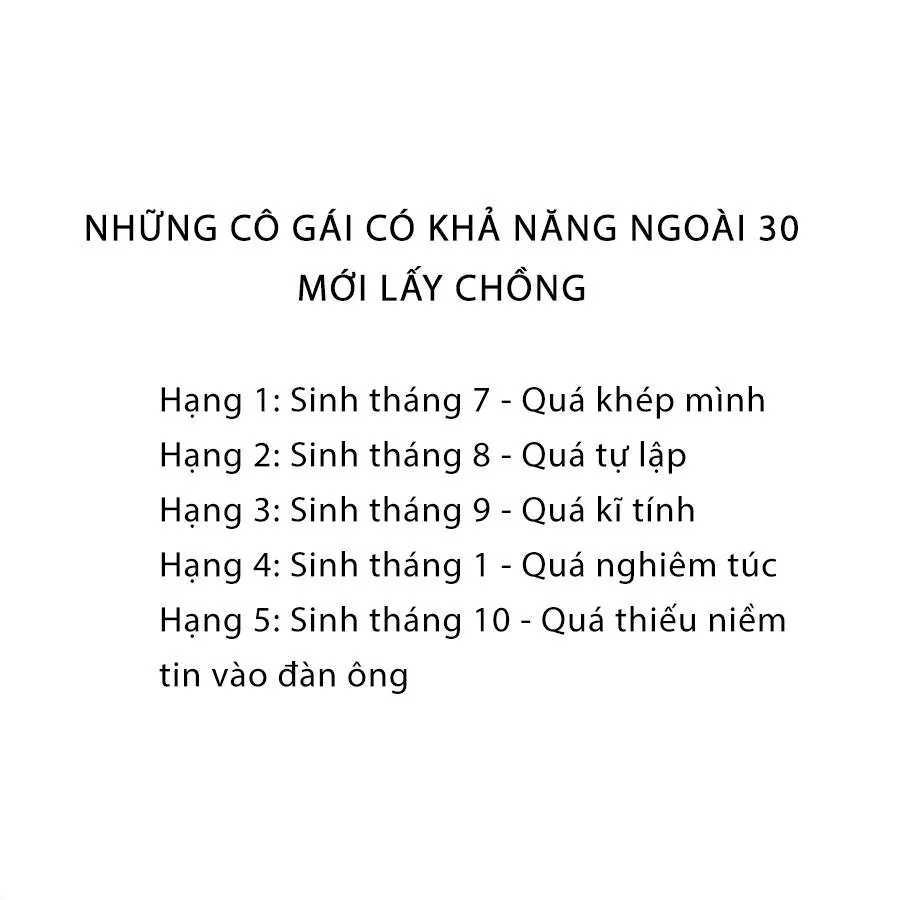 NHỮNG CÔ GÁI CÓ KHẢ NĂNG NGOÀI 30
MỚI LẤY CHỒNG
Hạng 1: Sinh tháng 7 - Quá khép mình
Hạng 2: Sinh tháng 8 - Quá tự lập
Hạng 3: Sinh tháng 9 - Quá kĩ tính
Hạng 4: Sinh tháng 1 - Quá nghiêm túc
Hạng 5: Sinh tháng 10 - Quá thiếu niềm
tin vào đàn ông